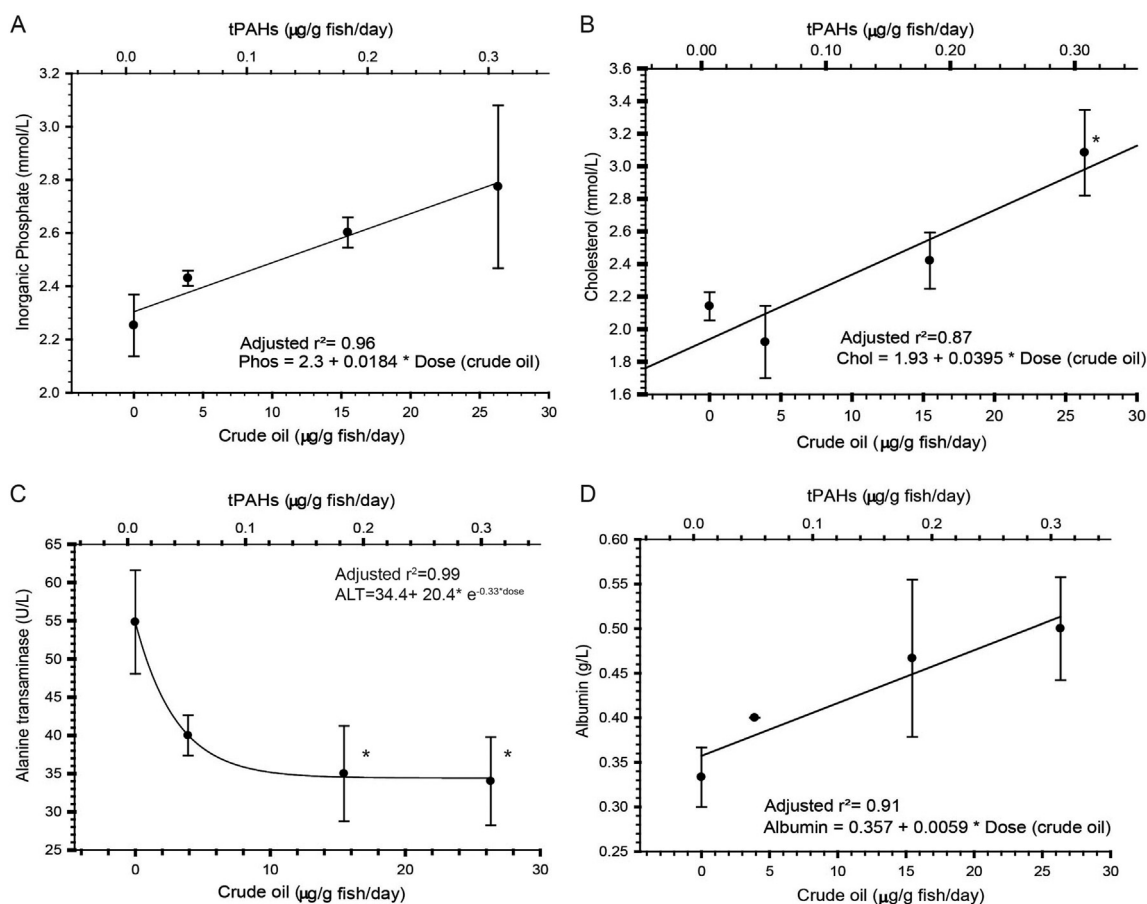 A
tPAHs (µg/g fish/day)
0.0 0.1 0.2 0.3
3.2
3.0
2.8
2.6
2.4
2.2
2.0
Inorganic Phosphate (mmol/L)
Adjusted r²= 0.96
Phos = 2.3 + 0.0184 * Dose (crude oil)
0 5 10 15 20 25 30
Crude oil (µg/g fish/day)
B
tPAHs (µg/g fish/day)
0.00 0.10 0.20 0.30
3.6
3.4
3.2
3.0
2.8
2.6
2.4
2.2
2.0
1.8
1.6
Cholesterol (mmol/L)
*
Adjusted r²=0.87
Chol = 1.93 + 0.0395 * Dose (crude oil)
0 5 10 15 20 25 30
Crude oil (µg/g fish/day)
C
tPAHs (µg/g fish/day)
0.0 0.1 0.2 0.3
65
60
55
50
45
40
35
30
25
Alanine transaminase (U/L)
Adjusted r²=0.99
ALT=34.4+ 20.4* e-0.33*dose
* *
0 5 10 15 20 25 30
Crude oil (µg/g fish/day)
D
tPAHs (µg/g fish/day)
0.0 0.1 0.2 0.3
0.60
0.55
0.50
0.45
0.40
0.35
0.30
0.25
Albumin (g/L)
Adjusted r²= 0.91
Albumin = 0.357 + 0.0059 * Dose (crude oil)
0 5 10 15 20 25 30
Crude oil (µg/g fish/day)